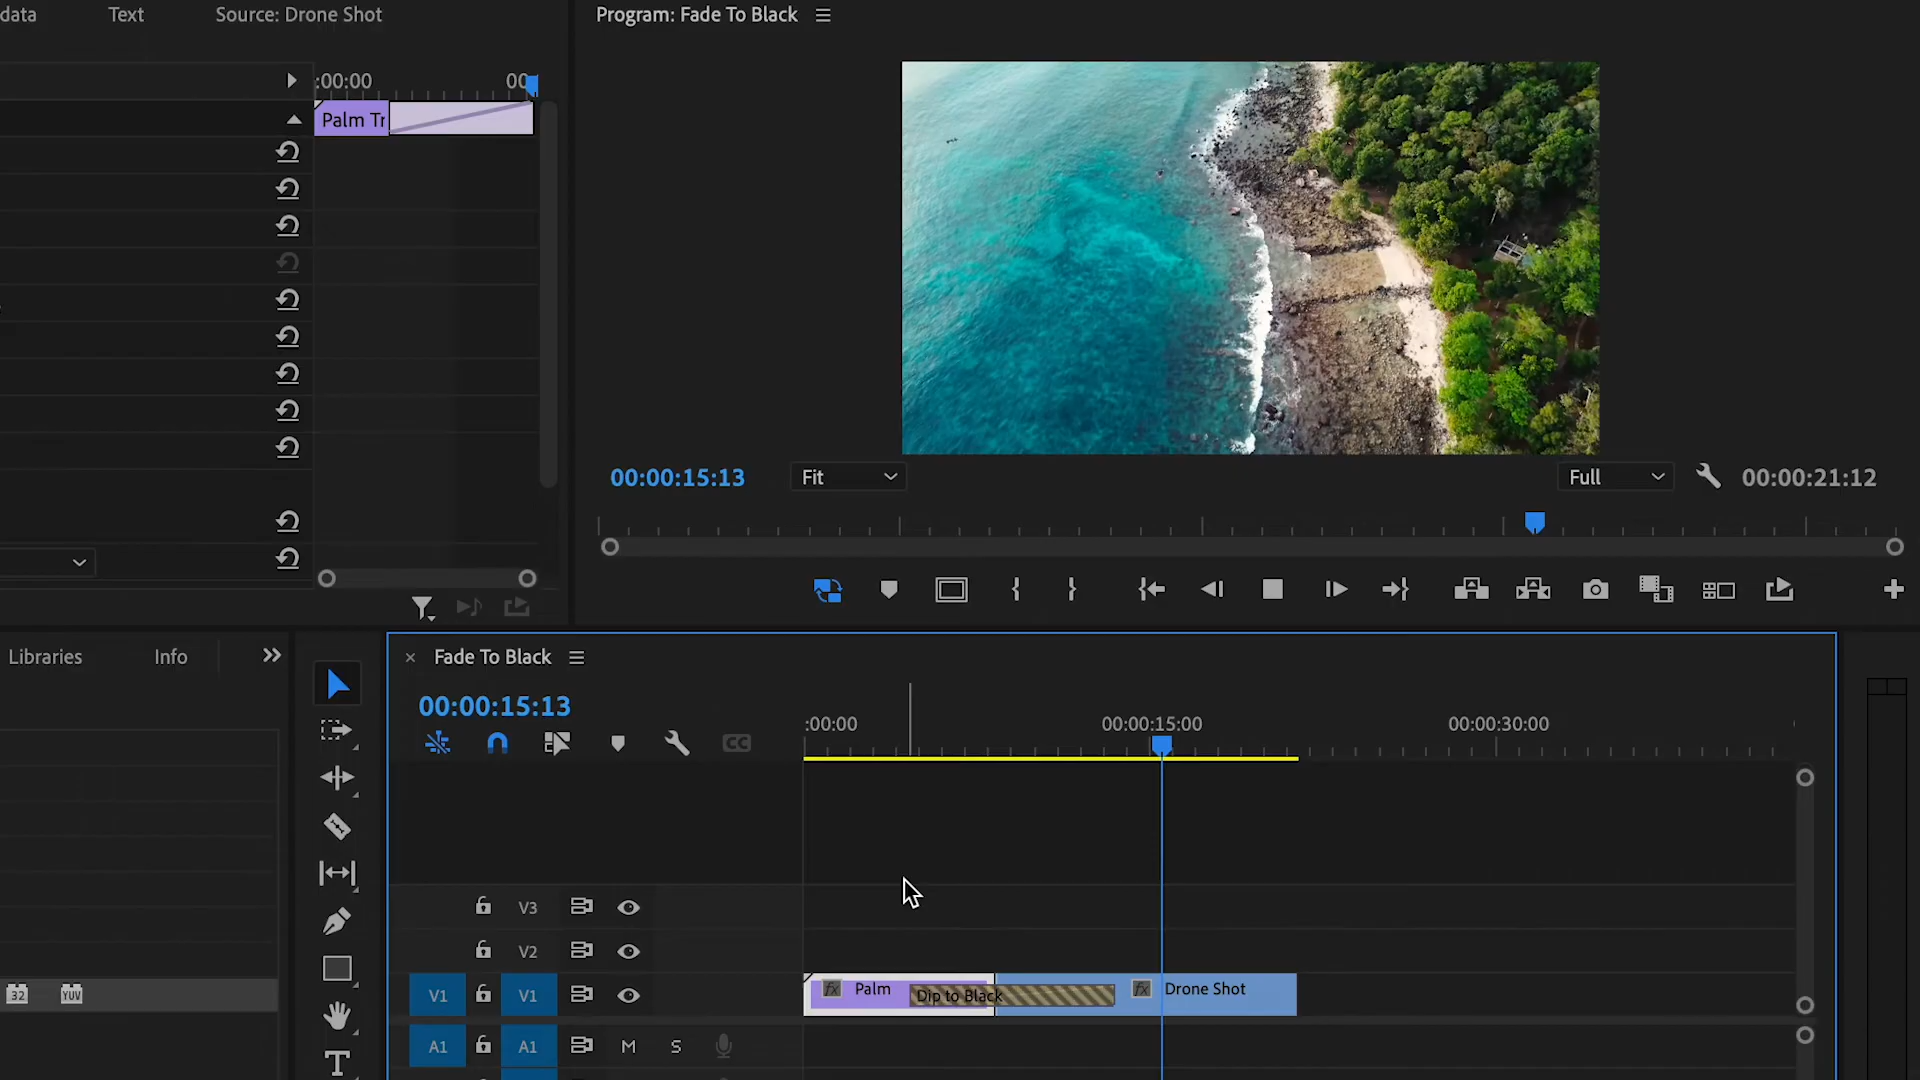 data
Text
Source: Drone Shot
Program: Fade To Black
:00:00
00
Palm Tr
00:00:15:13
Fit
Full
00:00:21:12
Libraries
Info
Fade To Black
00:00:15:13
:00:00
00:00:15:00
00:00:30:00
CC
V3
V2
V1
V1
fx
Palm
Dip to Black
fx
Drone Shot
32
YUV
A1
A1
M
S